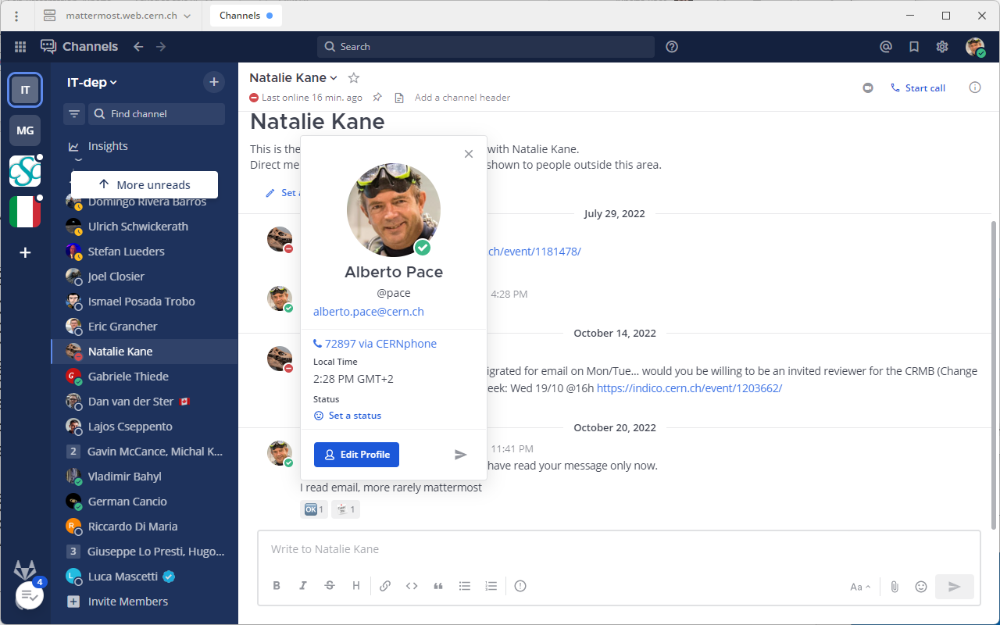 mattermost.web.cern.ch
Channels
Channels
Search
IT
MG
IT-dep
Find channel
Insights
More unreads
Domingo Rivera Barros
Ulrich Schwickerath
Stefan Lueders
Joel Closier
Ismael Posada Trobo
Eric Grancher
Natalie Kane
Gabriele Thiede
Dan van der Ster
Lajos Cseppento
2 Gavin McCance, Michal K...
Vladimir Bahyl
German Cancio
R Riccardo Di Maria
3 Giuseppe Lo Presti, Hugo...
L Luca Mascetti
Invite Members
4
Natalie Kane
Last online 16 min. ago
Add a channel header
Start call
Natalie Kane
This is the
with Natalie Kane.
Direct me
shown to people outside this area.
Set a
July 29, 2022
.ch/event/1181478/
4:28 PM
October 14, 2022
igrated for email on Mon/Tue... would you be willing to be an invited reviewer for the CRMB (Change
eek: Wed 19/10 @16h https://indico.cern.ch/event/1203662/
October 20, 2022
11:41 PM
have read your message only now.
I read email, more rarely mattermost
OK 1
1
Alberto Pace
@pace
alberto.pace@cern.ch
72897 via CERNphone
Local Time
2:28 PM GMT+2
Status
Set a status
Edit Profile
Write to Natalie Kane
B I S H
Aa